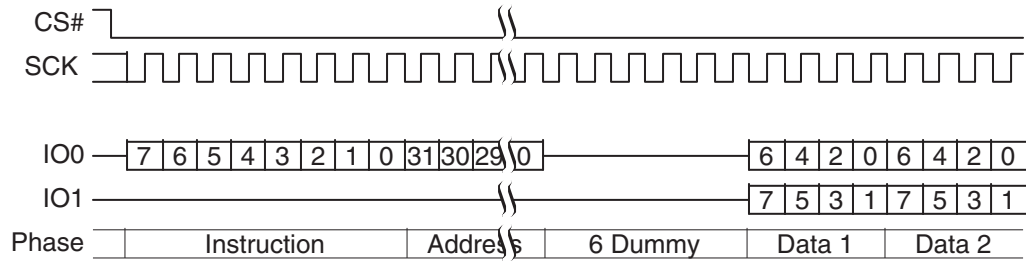 CS#
SCK
IO0 7 6 5 4 3 2 1 0 31 30 29 0 6 4 2 0 6 4 2 0
IO1 7 5 3 1 7 5 3 1
Phase Instruction Address 6 Dummy Data 1 Data 2